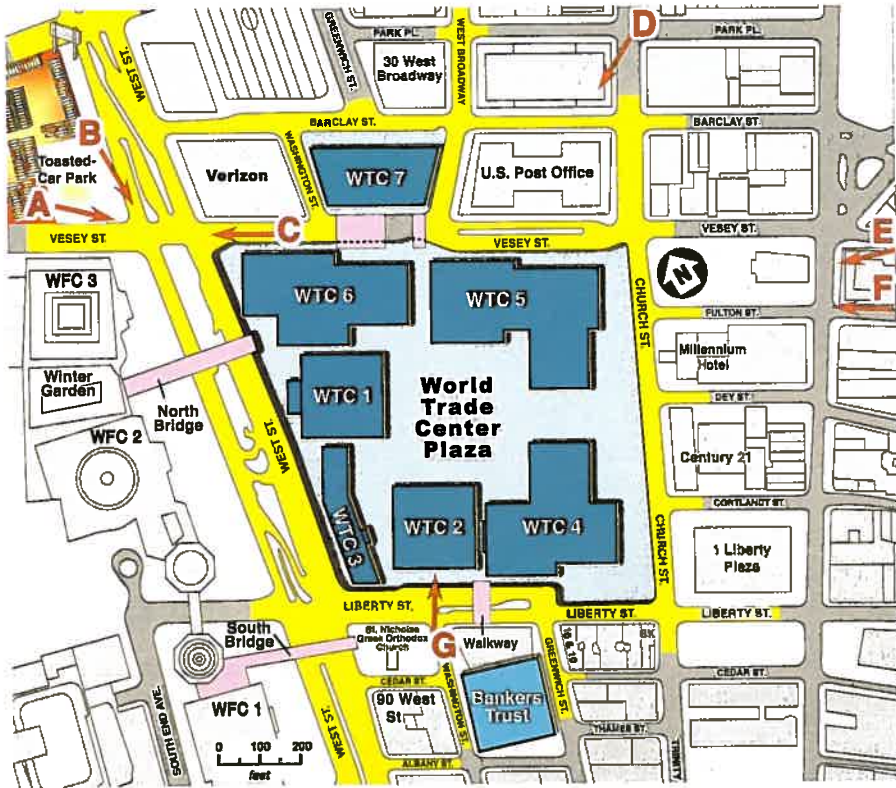 D
PARK PL.
PARK PL.
GREENWICH ST.
WEST BROADWAY
30 West
Broadway
WEST ST.
BARCLAY ST.
BARCLAY ST.
B
Toasted-
Car Park
A
WASHINGTON ST.
Verizon
WTC 7
U.S. Post Office
C
VESEY ST.
VESEY ST.
VESEY ST.
E
F
WFC 3
WTC 6
WTC 5
N
CHURCH ST.
FULTON ST.
Millennium
Hotel
Winter
Garden
North
Bridge
WTC 1
World
Trade
Center
Plaza
DEY ST.
WFC 2
WEST ST.
Century 21
CORTLANDT ST.
WTC 3
WTC 2
WTC 4
CHURCH ST.
1 Liberty
Plaza
LIBERTY ST.
LIBERTY ST.
LIBERTY ST.
South
Bridge
St. Nicholas
Greek Orthodox
Church
G
Walkway
GREENWICH ST.
10 & 10
BK
CEDAR ST.
CEDAR ST.
WASHINGTON ST.
SOUTH END AVE.
WFC 1
WEST ST.
90 West
St
Bankers
Trust
THAMES ST.
TRINITY
0 100 200
feet
ALBANY ST.